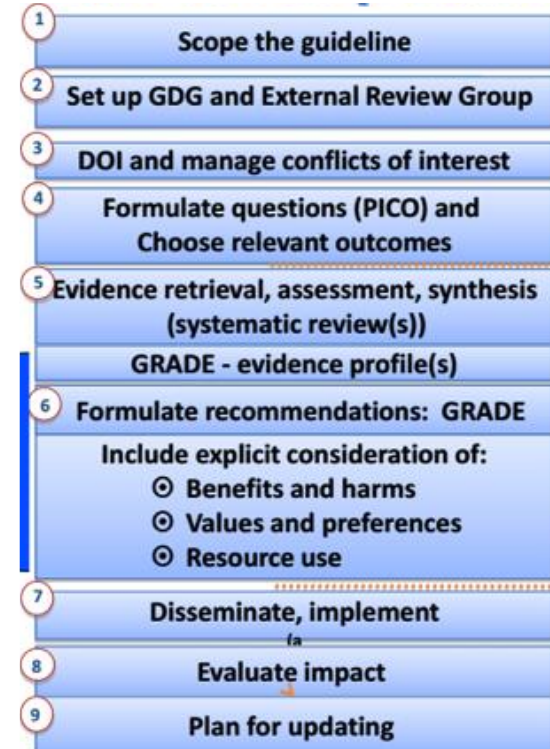 1
Scope the guideline
2
Set up GDG and External Review Group
3
DOI and manage conflicts of interest
4
Formulate questions (PICO) and
Choose relevant outcomes
5
Evidence retrieval, assessment, synthesis
(systematic review(s))
GRADE - evidence profile(s)
6
Formulate recommendations: GRADE
Include explicit consideration of:
Benefits and harms
Values and preferences
Resource use
7
Disseminate, implement
(a
8
Evaluate impact
9
Plan for updating